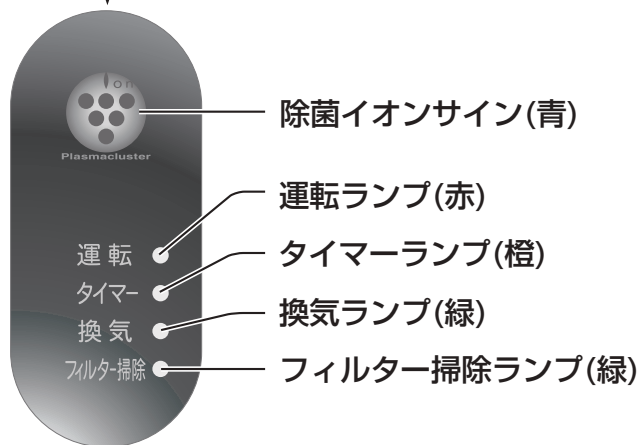 Ion
Plasmacluster
除菌イオンサイン(青)
運転ランプ(赤)
運転
タイマーランプ(橙)
タイマー
換気ランプ(緑)
換気
フィルター掃除ランプ(緑)
フィルター掃除